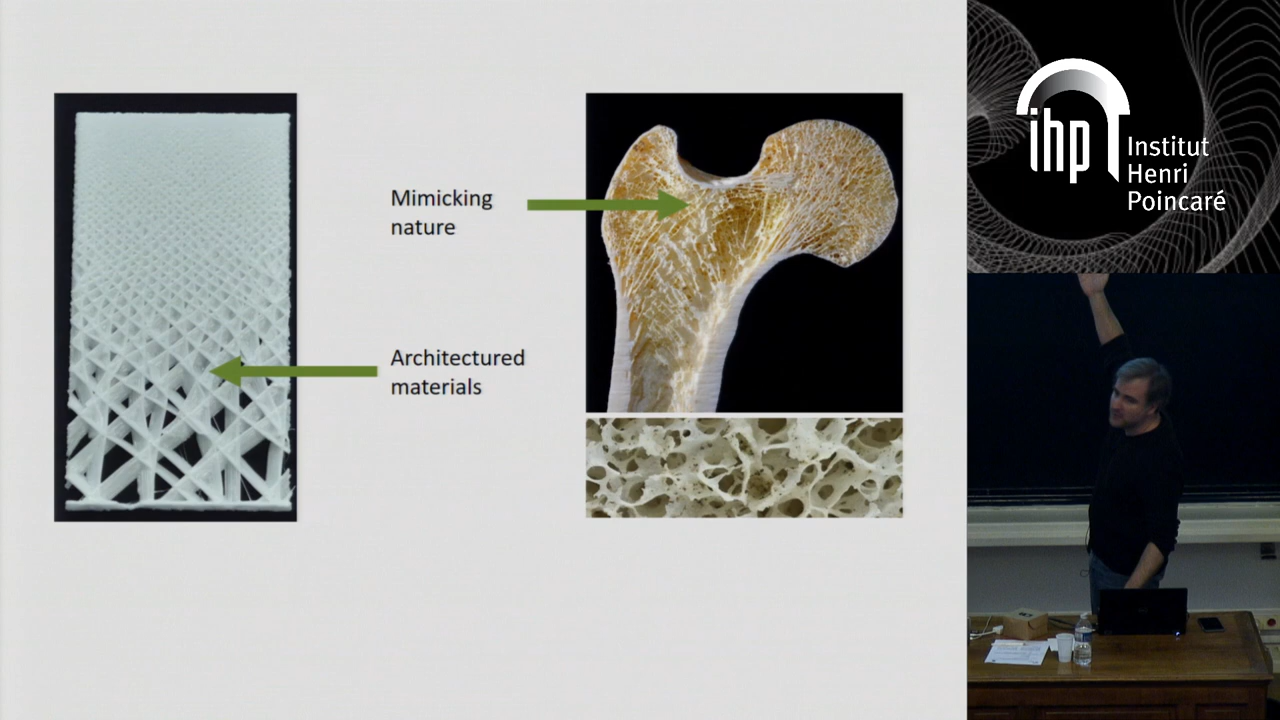 Mimicking
nature
Architectured
materials
ihp
Institut
Henri
Poincaré